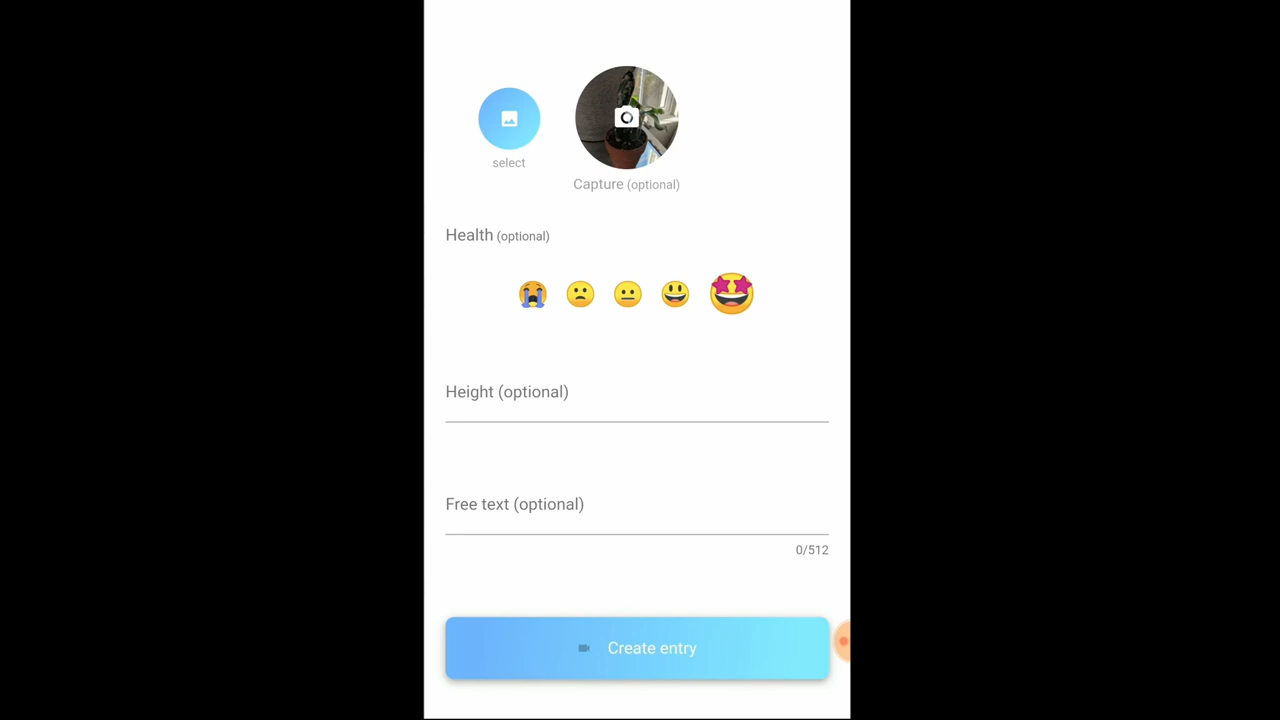 select
Capture (optional)
Health (optional)
Height (optional)
Free text (optional)
0/512
Create entry